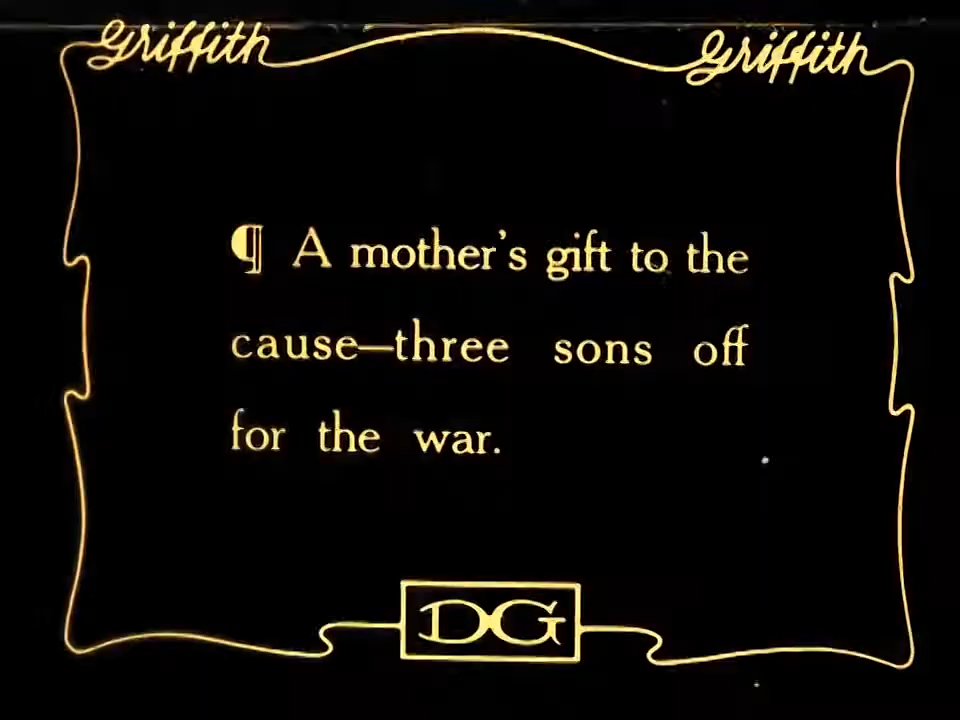 Griffith Griffith
¶ A mother's gift to the
cause—three sons off
for the war.
DG